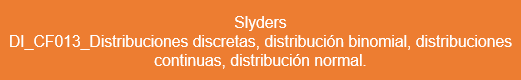 Slyders
DI_CF013_Distribuciones discretas, distribución binomial, distribuciones
continuas, distribución normal.